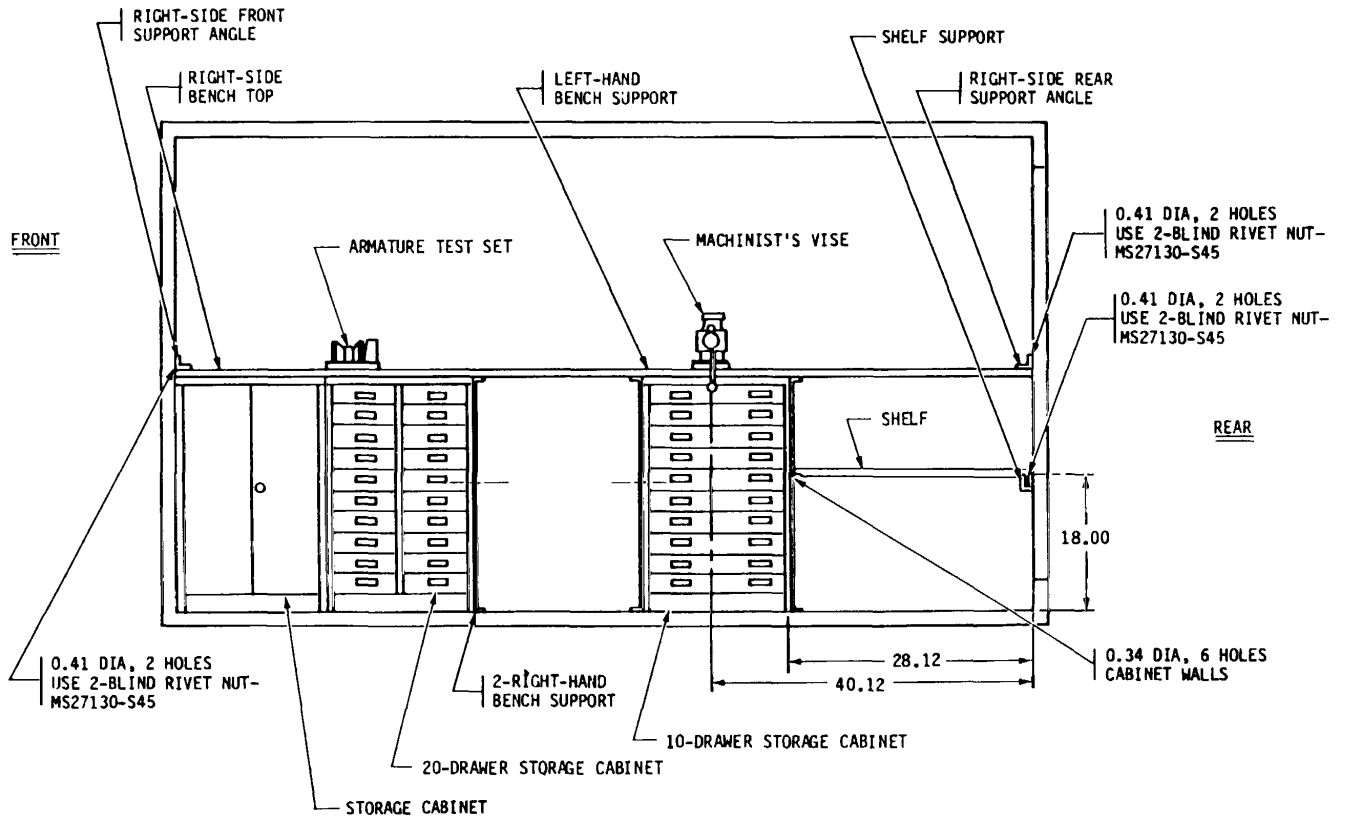 RIGHT-SIDE FRONT
SUPPORT ANGLE
SHELF SUPPORT
RIGHT-SIDE
BENCH TOP
LEFT-HAND
BENCH SUPPORT
RIGHT-SIDE REAR
SUPPORT ANGLE
0.41 DIA, 2 HOLES
USE 2-BLIND RIVET NUT-
MS27130-S45
FRONT
ARMATURE TEST SET
MACHINIST'S VISE
0.41 DIA, 2 HOLES
USE 2-BLIND RIVET NUT-
MS27130-S45
SHELF
REAR
18.00
28.12
40.12
0.34 DIA, 6 HOLES
CABINET WALLS
0.41 DIA, 2 HOLES
USE 2-BLIND RIVET NUT-
MS27130-S45
2-RIGHT-HAND
BENCH SUPPORT
10-DRAWER STORAGE CABINET
20-DRAWER STORAGE CABINET
STORAGE CABINET